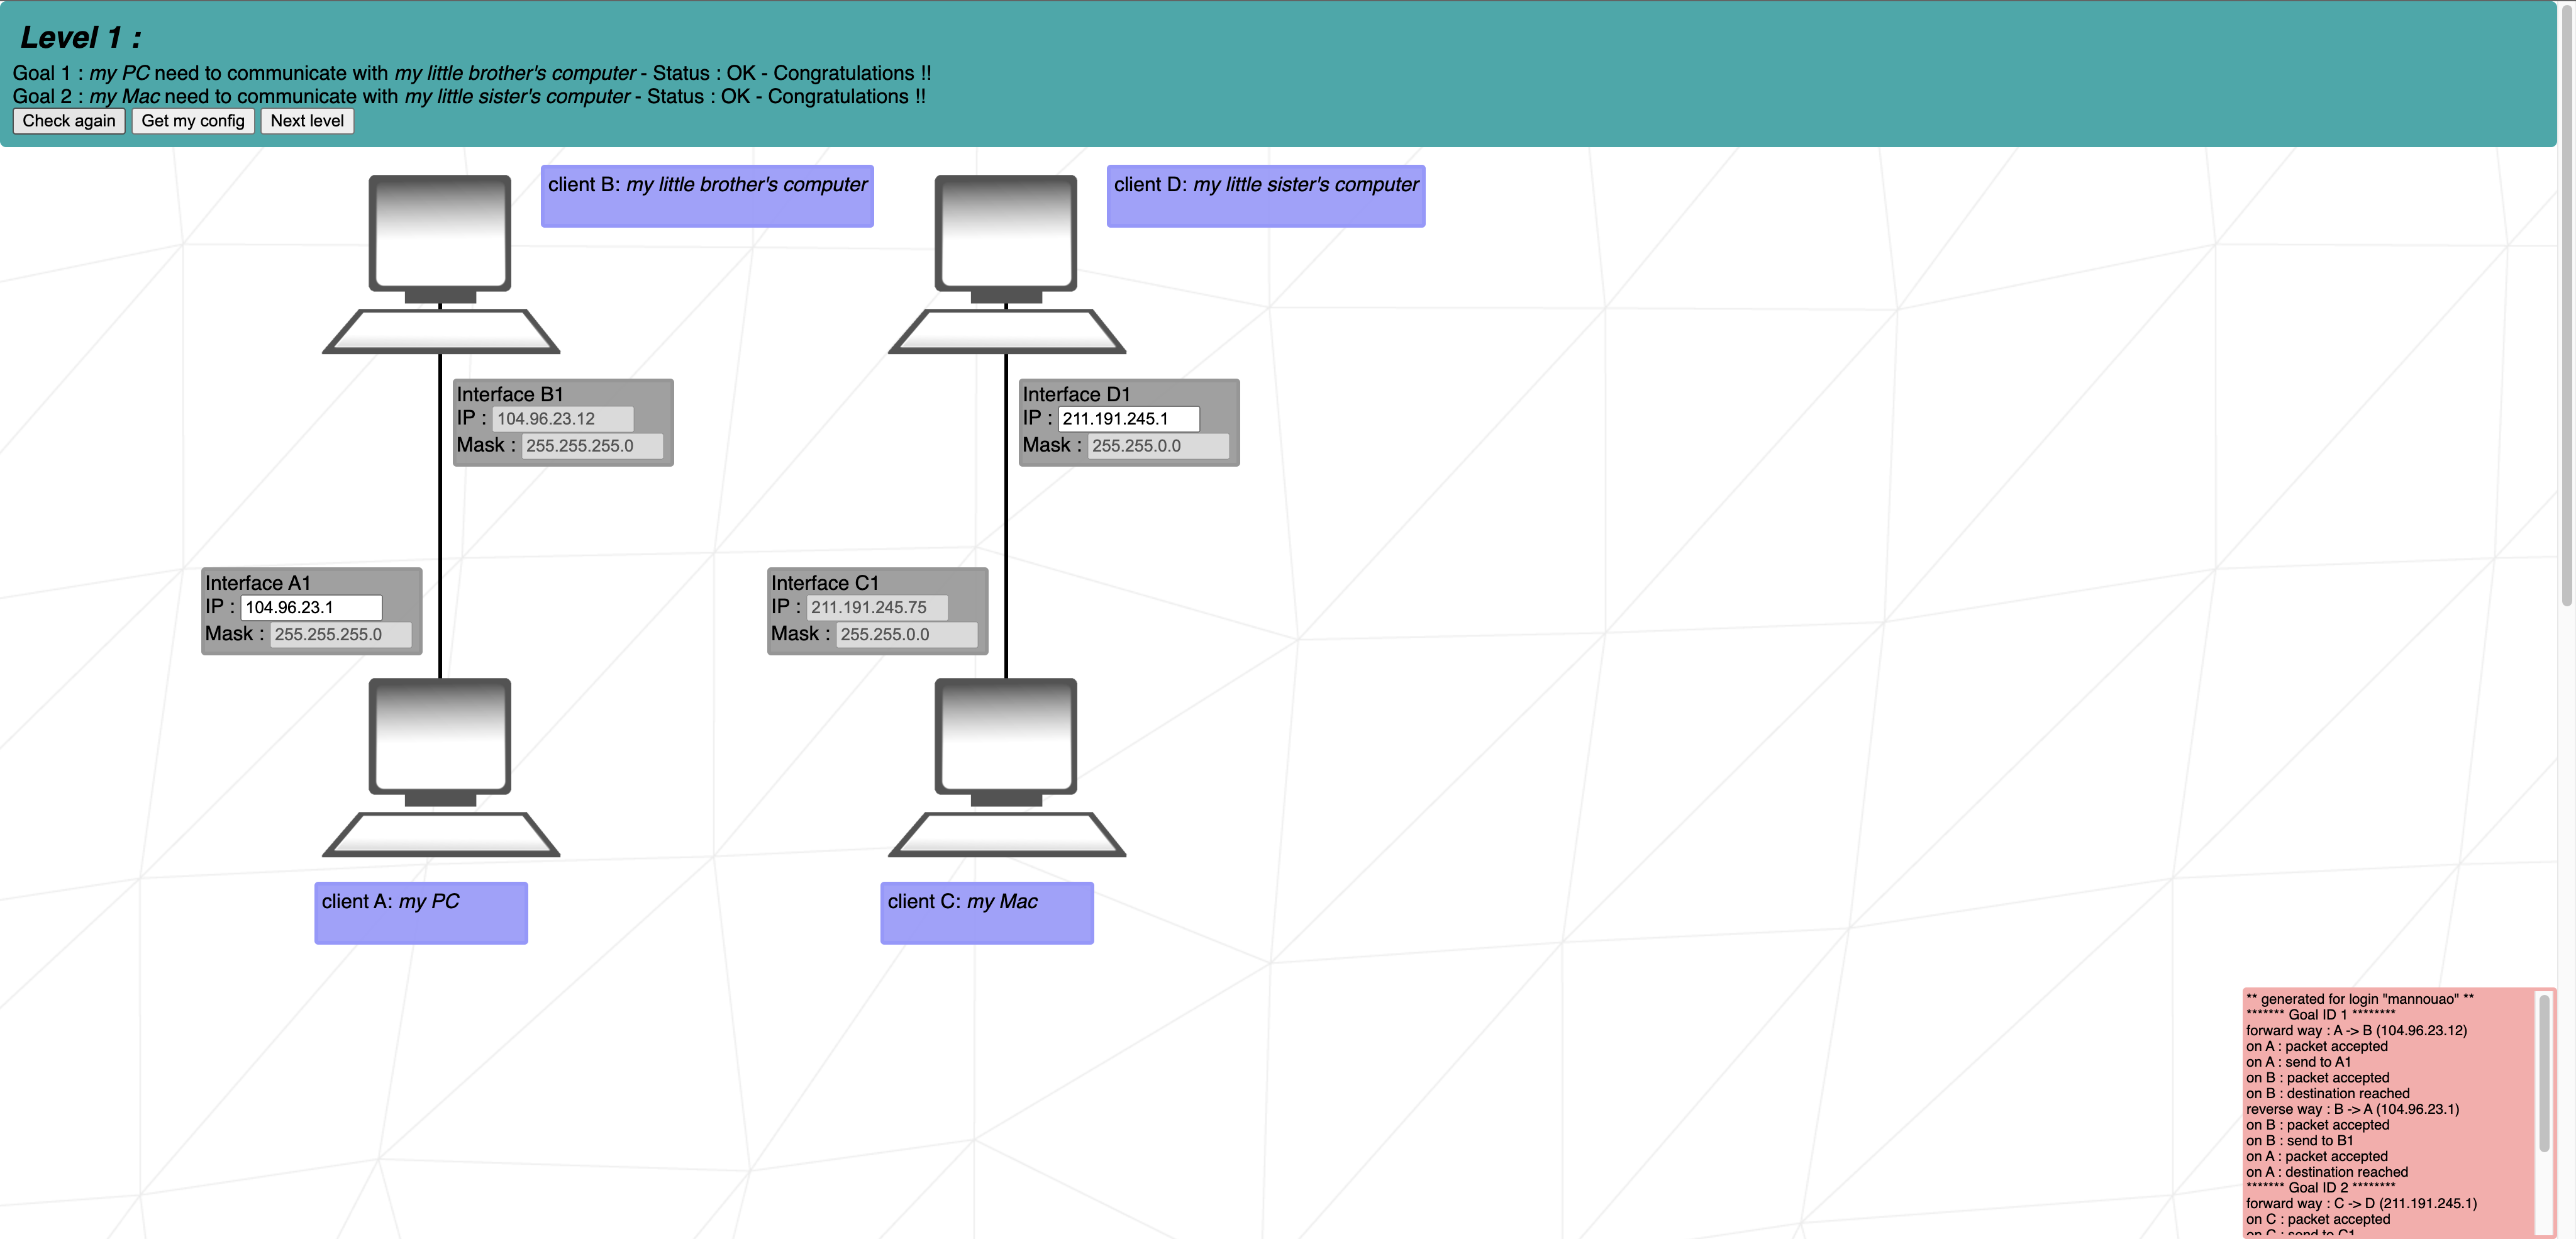 Level 1 :
Goal 1 : my PC need to communicate with my little brother's computer - Status : OK - Congratulations !!
Goal 2 : my Mac need to communicate with my little sister's computer - Status : OK - Congratulations !!
Check again Get my config Next level
client B: my little brother's computer
client D: my little sister's computer
Interface B1
IP : 104.96.23.12
Mask : 255.255.255.0
Interface D1
IP : 211.191.245.1
Mask : 255.255.0.0
Interface A1
IP : 104.96.23.1
Mask : 255.255.255.0
Interface C1
IP : 211.191.245.75
Mask : 255.255.0.0
client A: my PC
client C: my Mac
** generated for login "mannouao" **
******* Goal ID 1 ********
forward way : A -> B (104.96.23.12)
on A : packet accepted
on A : send to A1
on B : packet accepted
on B : destination reached
reverse way : B -> A (104.96.23.1)
on B : packet accepted
on B : send to B1
on A : packet accepted
on A : destination reached
******* Goal ID 2 ********
forward way : C -> D (211.191.245.1)
on C : packet accepted
on C : send to C1